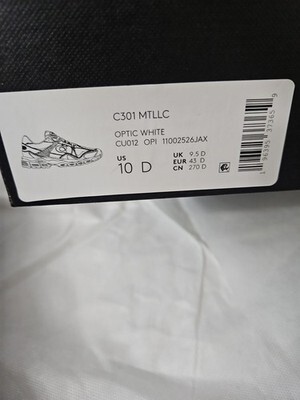 C301 MTLLC
OPTIC WHITE
CU012 OPI 11002526JAX
US
10 D
UK 9.5 D
EUR 43 D
CN 270 D